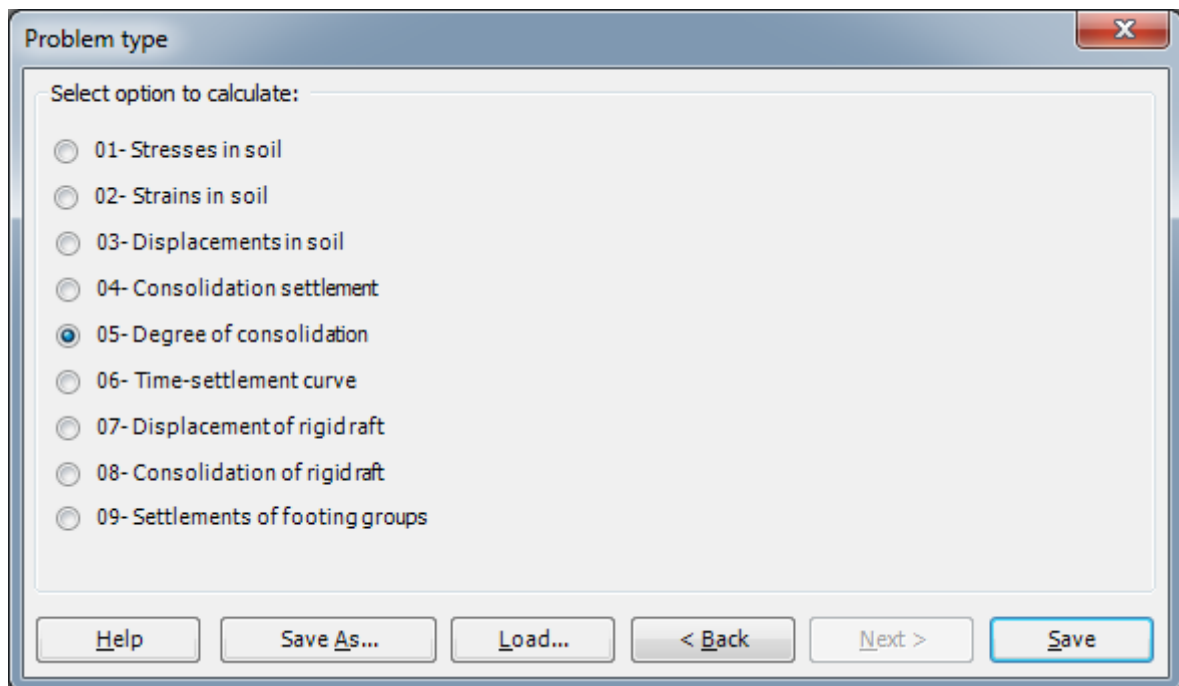 Problem type
X
Select option to calculate:
01- Stresses in soil
02- Strains in soil
03- Displacements in soil
04- Consolidation settlement
05- Degree of consolidation
06- Time-settlement curve
07- Displacement of rigid raft
08- Consolidation of rigid raft
09- Settlements of footing groups
Help Save As... Load... < Back Next > Save